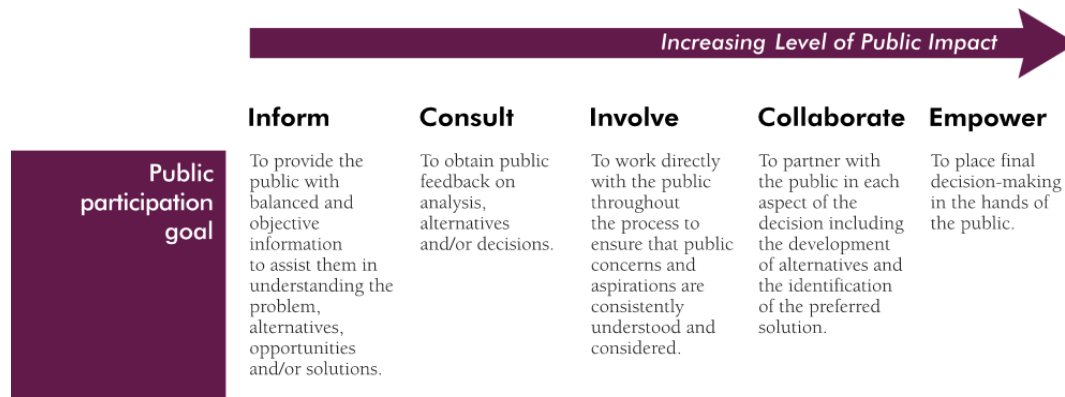 Increasing Level of Public Impact
Inform
Consult
Involve
Collaborate
Empower
Public
participation
goal
To provide the
public with
balanced and
objective
information
to assist them in
understanding the
problem,
alternatives,
opportunities
and/or solutions.
To obtain public
feedback on
analysis,
alternatives
and/or decisions.
To work directly
with the public
throughout
the process to
ensure that public
concerns and
aspirations are
consistently
understood and
considered.
To partner with
the public in each
aspect of the
decision including
the development
of alternatives and
the identification
of the preferred
solution.
To place final
decision-making
in the hands of
the public.